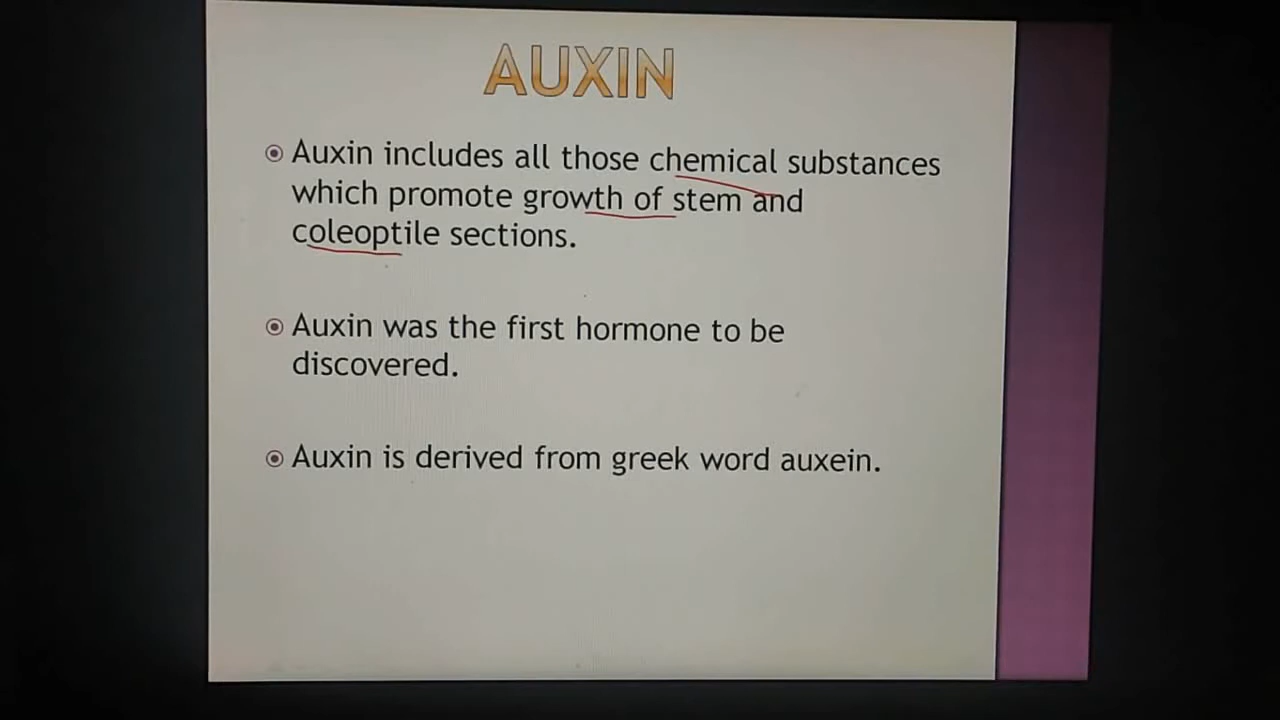 AUXIN
Auxin includes all those chemical substances
which promote growth of stem and
coleoptile sections.
Auxin was the first hormone to be
discovered.
Auxin is derived from greek word auxein.